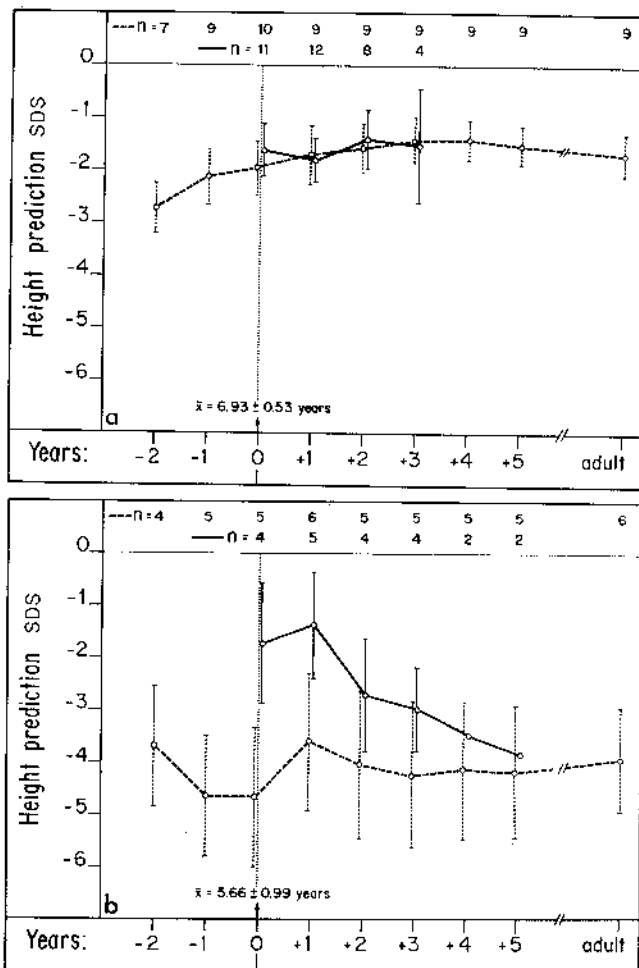 ---n=7 9 10 9 9 9 9 9 9
— n = 11 12 8 4
0
-1
-2
-3
-4
-5
-6
Height prediction SDS
x̄ = 6.93 ± 0.53 years
a
Years: -2 -1 0 +1 +2 +3 +4 +5 adult
---n=4 5 5 6 5 5 5 5 6
— n = 4 5 4 4 2 2
0
-1
-2
-3
-4
-5
-6
Height prediction SDS
x̄ = 5.66 ± 0.99 years
b
Years: -2 -1 0 +1 +2 +3 +4 +5 adult